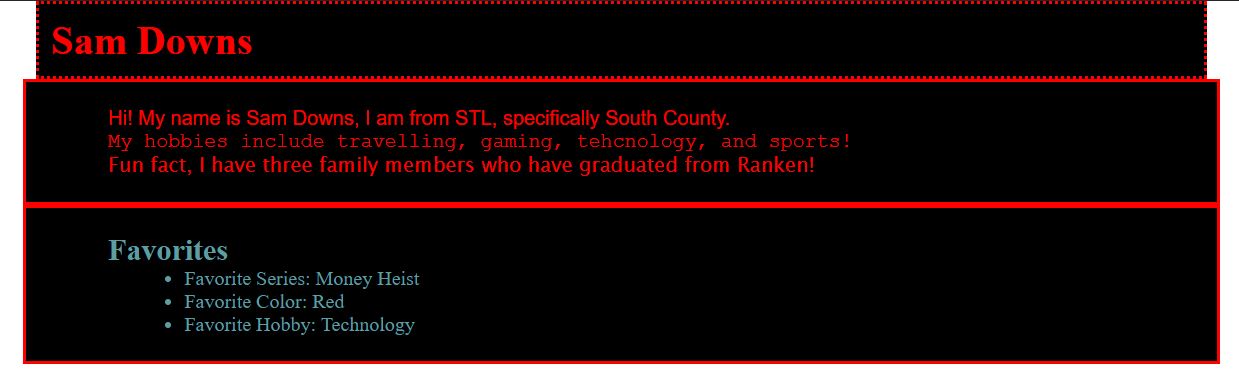 Sam Downs
Hi! My name is Sam Downs, I am from STL, specifically South County.
My hobbies include travelling, gaming, tehcnology, and sports!
Fun fact, I have three family members who have graduated from Ranken!
Favorites
• Favorite Series: Money Heist
• Favorite Color: Red
• Favorite Hobby: Technology